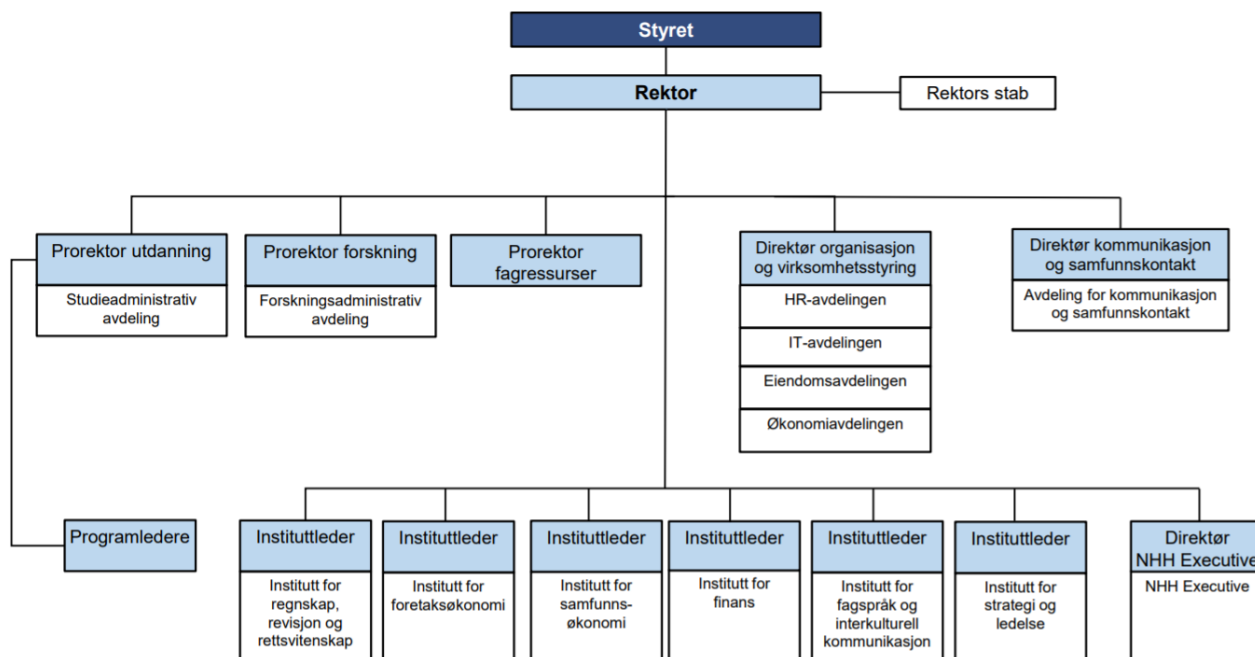 Styret
Rektor
Rektors stab
Prorektor utdanning
Studieadministrativ
avdeling
Prorektor forskning
Forskningsadministrativ
avdeling
Prorektor
fagressurser
Direktør organisasjon
og virksomhetsstyring
HR-avdelingen
IT-avdelingen
Eiendomsavdelingen
Økonomiavdelingen
Direktør kommunikasjon
og samfunnskontakt
Avdeling for kommunikasjon
og samfunnskontakt
Programledere
Instituttleder
Institutt for
regnskap,
revisjon og
rettsvitenskap
Instituttleder
Institutt for
foretaksøkonomi
Instituttleder
Institutt for
samfunns-
økonomi
Instituttleder
Institutt for
finans
Instituttleder
Institutt for
fagspråk og
interkulturell
kommunikasjon
Instituttleder
Institutt for
strategi og
ledelse
Direktør
NHH Executive
NHH Executive